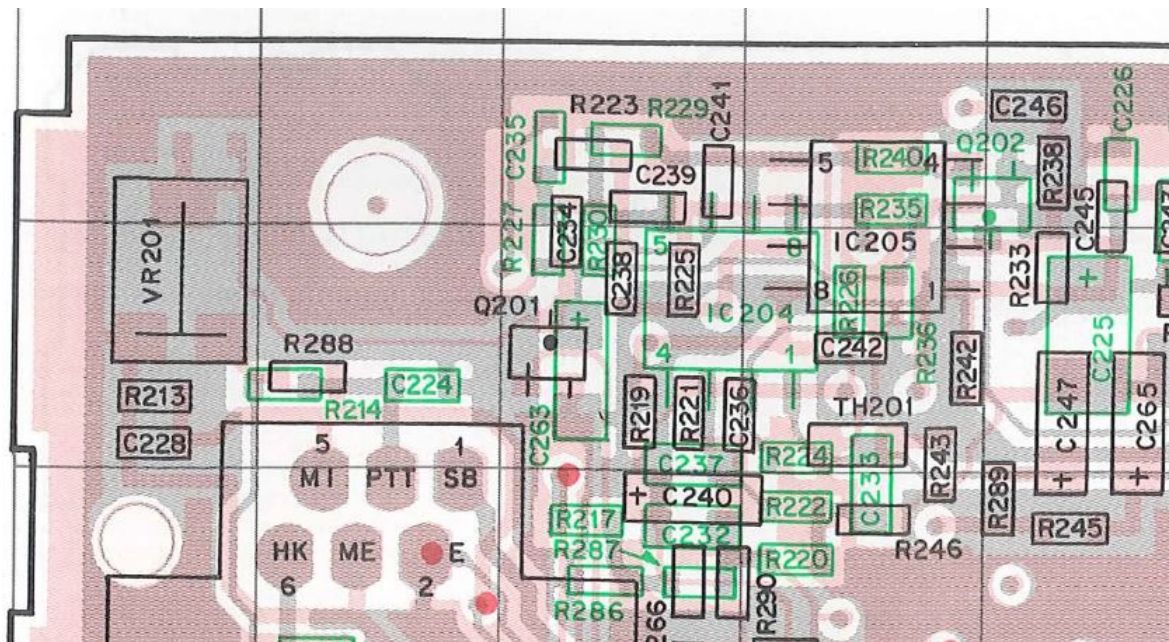 R223
R229
C241
C246
C226
C235
R240
5
4
Q202
R238
C239
R235
C245
VR201
R227
C234
R230
5
8
IC205
R233
+
C238
R225
8
R226
1
Q201
+
IC204
R236
C225
R288
4
1
C242
R242
R213
C224
R214
C263
R219
R221
C236
TH201
C247
C265
C228
5
1
C237
R224
C233
R243
MI
PTT
SB
+
C240
R222
R289
+
+
R217
C232
R246
R245
HK
ME
E
R287
R220
6
2
R286
R290